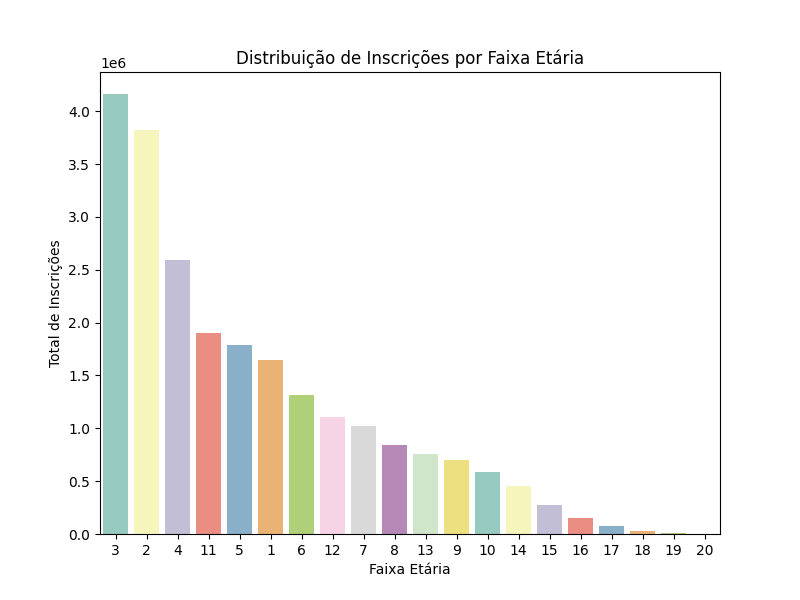 Distribuição de Inscrições por Faixa Etária
1e6
4.0
3.5
3.0
2.5
2.0
1.5
1.0
0.5
0.0
Total de Inscrições
3 2 4 11 5 1 6 12 7 8 13 9 10 14 15 16 17 18 19 20
Faixa Etária